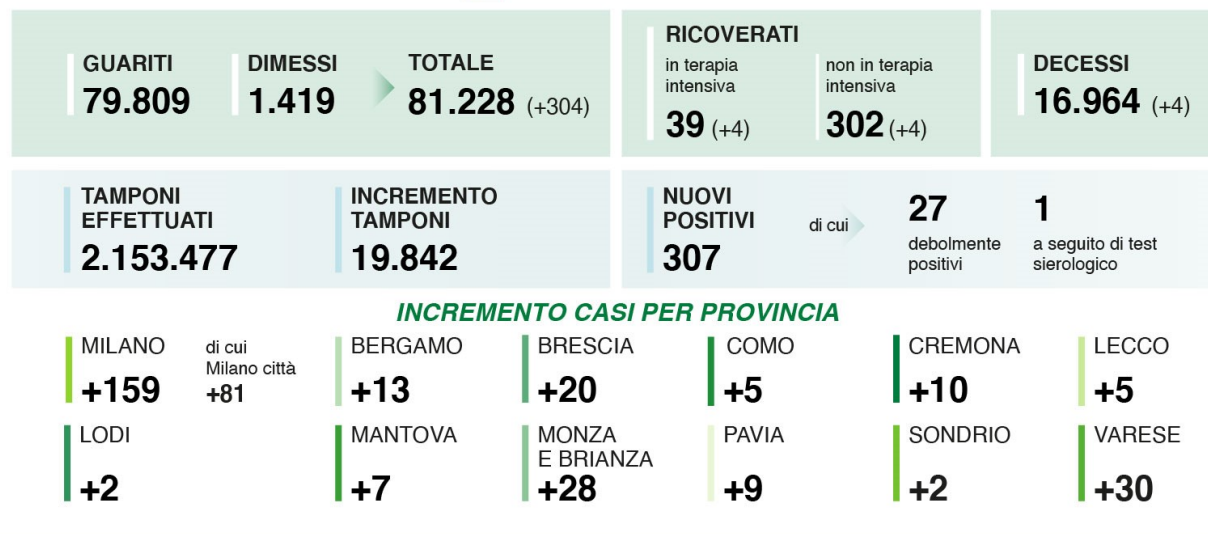 GUARITI
79.809
DIMESSI
1.419
TOTALE
81.228 (+304)
RICOVERATI
in terapia
intensiva
39 (+4)
non in terapia
intensiva
302 (+4)
DECESSI
16.964 (+4)
TAMPONI
EFFETTUATI
2.153.477
INCREMENTO
TAMPONI
19.842
NUOVI
POSITIVI
307
di cui
27
debolmente
positivi
1
a seguito di test
sierologico
INCREMENTO CASI PER PROVINCIA
MILANO
+159
di cui
Milano città
+81
BERGAMO
+13
BRESCIA
+20
COMO
+5
CREMONA
+10
LECCO
+5
LODI
+2
MANTOVA
+7
MONZA
E BRIANZA
+28
PAVIA
+9
SONDRIO
+2
VARESE
+30